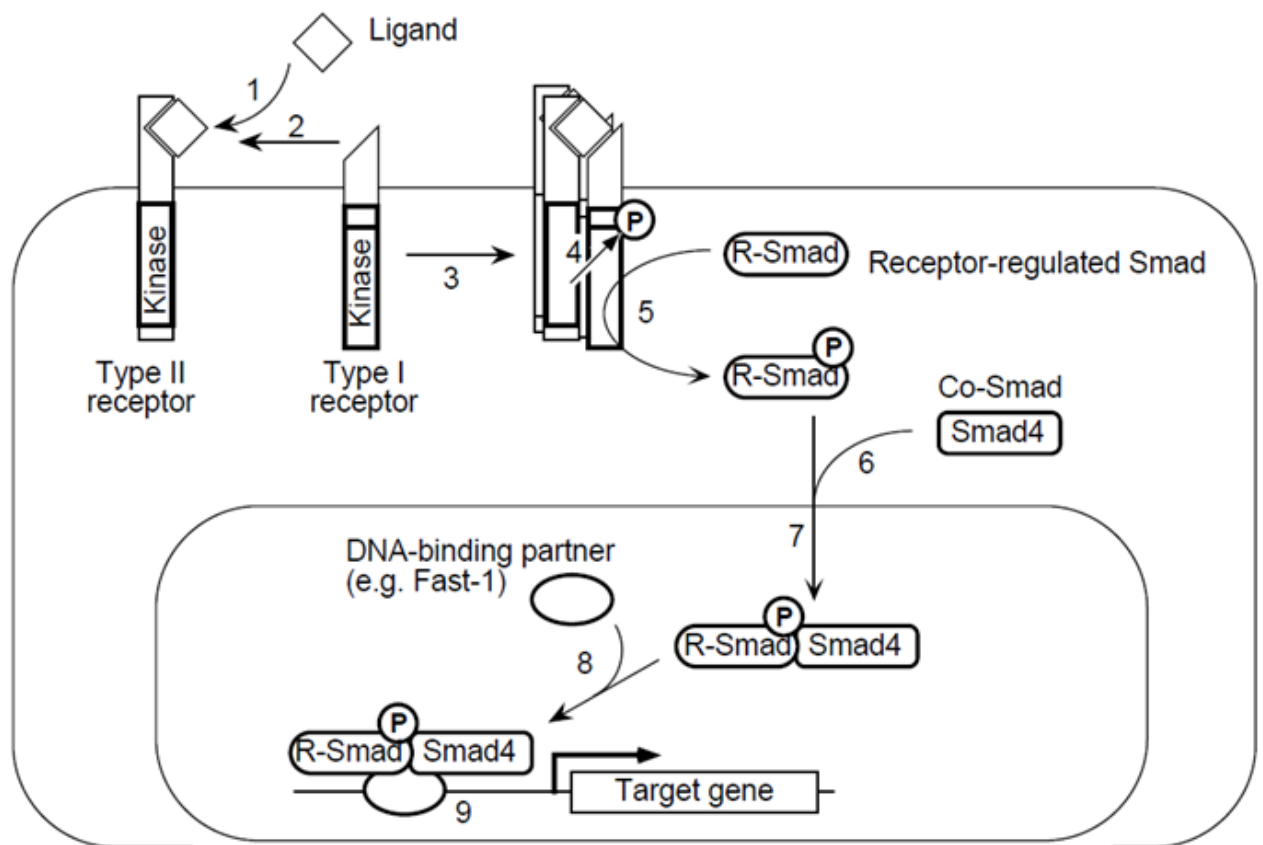 Ligand
1
2
Kinase
Kinase
3
4
P
5
R-Smad
Receptor-regulated Smad
Type II
receptor
Type I
receptor
P
R-Smad
Co-Smad
Smad4
6
7
DNA-binding partner
(e.g. Fast-1)
8
P
R-Smad
Smad4
P
R-Smad
Smad4
9
Target gene